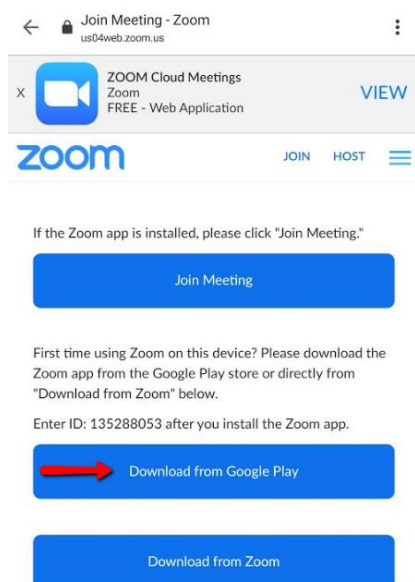 Join Meeting - Zoom
us04web.zoom.us
X
ZOOM Cloud Meetings
Zoom
FREE - Web Application
VIEW
zoom
JOIN HOST
If the Zoom app is installed, please click "Join Meeting."
Join Meeting
First time using Zoom on this device? Please download the
Zoom app from the Google Play store or directly from
"Download from Zoom" below.
Enter ID: 135288053 after you install the Zoom app.
Download from Google Play
Download from Zoom